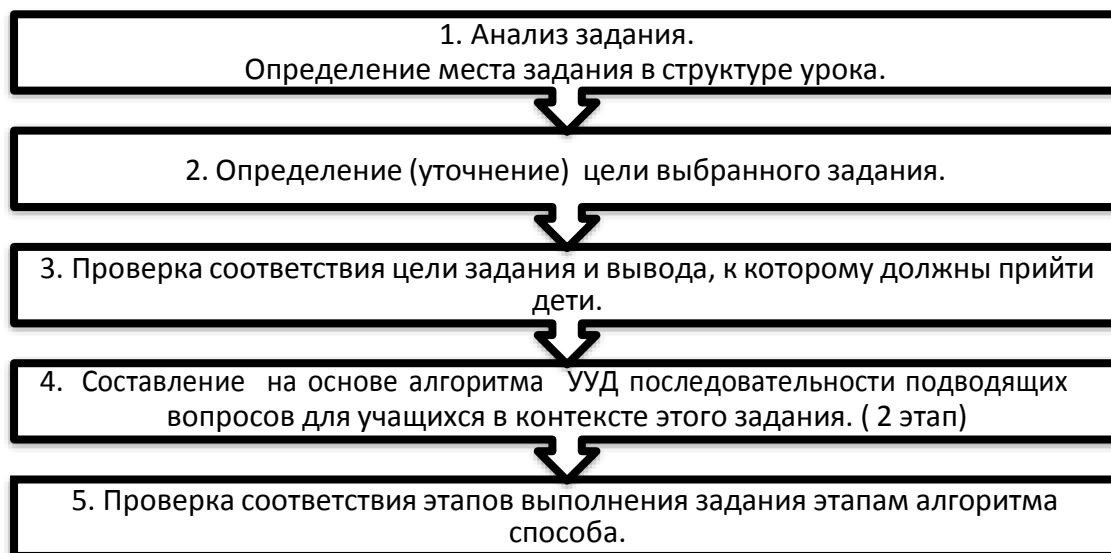 1. Анализ задания.
Определение места задания в структуре урока.
2. Определение (уточнение) цели выбранного задания.
3. Проверка соответствия цели задания и вывода, к которому должны прийти
дети.
4. Составление на основе алгоритма УУД последовательности подводящих
вопросов для учащихся в контексте этого задания. ( 2 этап)
5. Проверка соответствия этапов выполнения задания этапам алгоритма
способа.